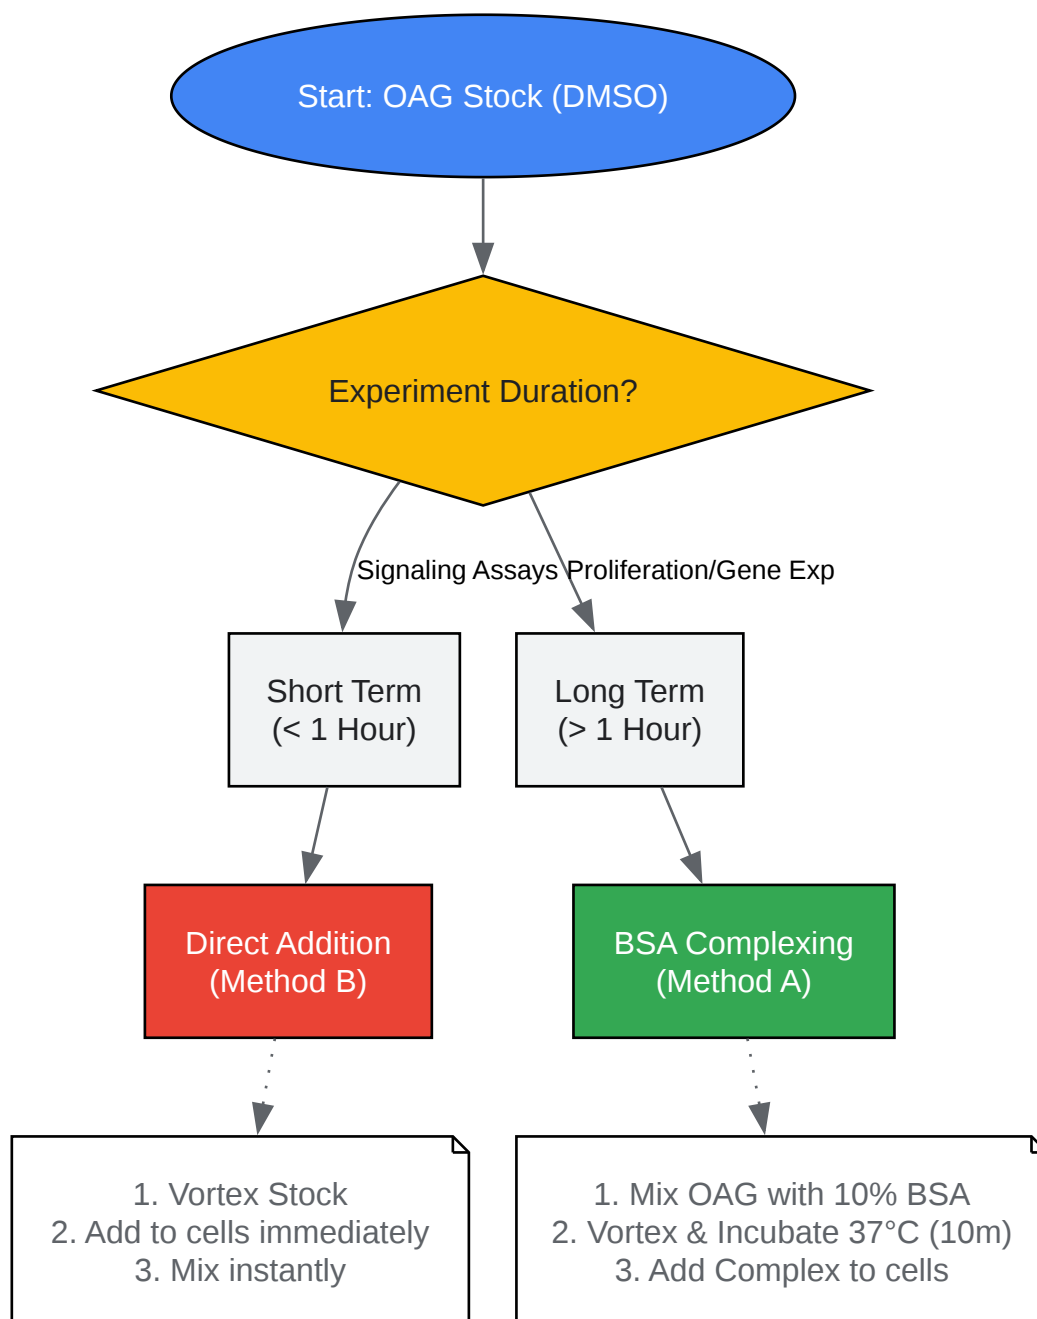 Start: OAG Stock (DMSO)
Experiment Duration?
Signaling Assays
Proliferation/Gene Exp
Short Term
(< 1 Hour)
Long Term
(> 1 Hour)
Direct Addition
(Method B)
BSA Complexing
(Method A)
1. Vortex Stock
2. Add to cells immediately
3. Mix instantly
1. Mix OAG with 10% BSA
2. Vortex & Incubate 37°C (10m)
3. Add Complex to cells